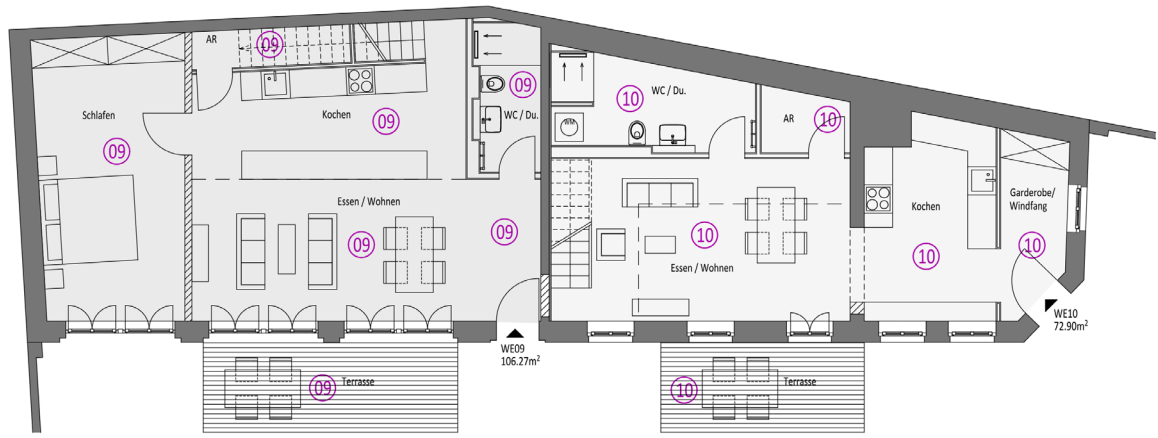 AR
09
WC / Du.
09
10
WM
Schlafen
Kochen
WC / Du.
AR
10
09
09
Essen / Wohnen
Kochen
Garderobe/
Windfang
09
09
10
10
10
Essen / Wohnen
WE09
106.27m²
WE10
72.90m²
09
Terrasse
10
Terrasse